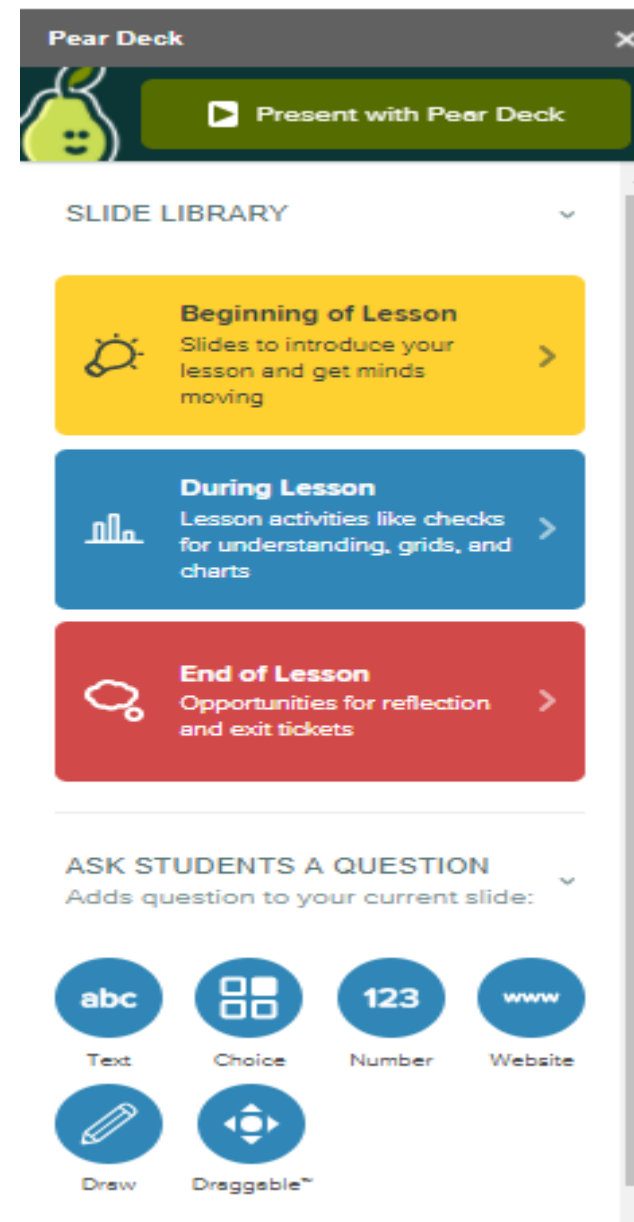 Pear Deck
Present with Pear Deck
SLIDE LIBRARY
Beginning of Lesson
Slides to introduce your
lesson and get minds
moving
During Lesson
Lesson activities like checks
for understanding, grids, and
charts
End of Lesson
Opportunities for reflection
and exit tickets
ASK STUDENTS A QUESTION
Adds question to your current slide:
abc 123 www
Text Choice Number Website
Draw Draggable™